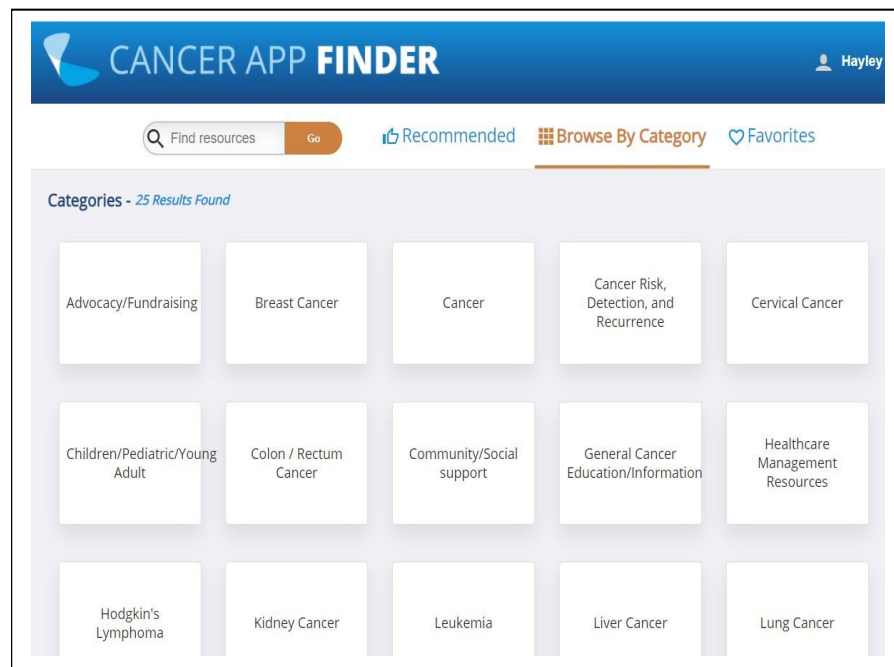 CANCER APP FINDER
Hayley
Find resources
Go
Recommended
Browse By Category
Favorites
Categories - 25 Results Found
Advocacy/Fundraising
Breast Cancer
Cancer
Cancer Risk,
Detection, and
Recurrence
Cervical Cancer
Children/Pediatric/Young
Adult
Colon / Rectum
Cancer
Community/Social
support
General Cancer
Education/Information
Healthcare
Management
Resources
Hodgkin's
Lymphoma
Kidney Cancer
Leukemia
Liver Cancer
Lung Cancer